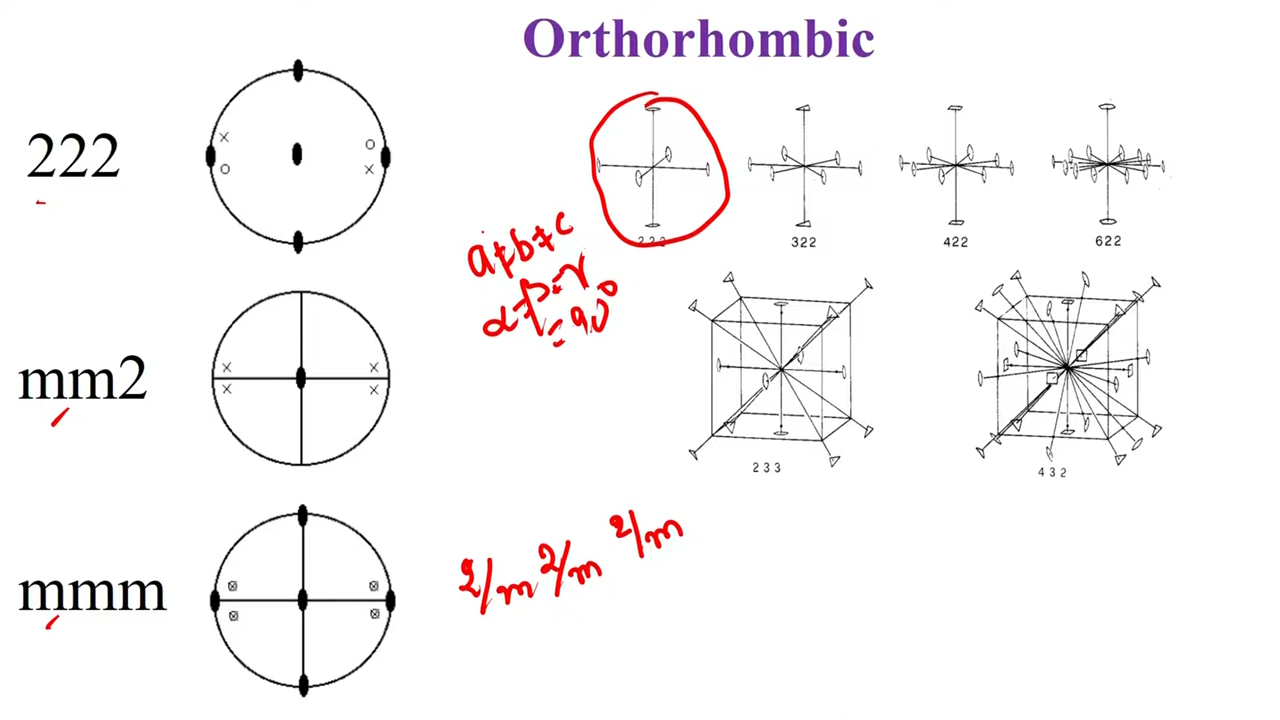 Orthorhombic
222
222
322
422
622
a≠b≠c
α=β=γ
=90°
mm2
233
432
mmm
2/m 2/m 2/m